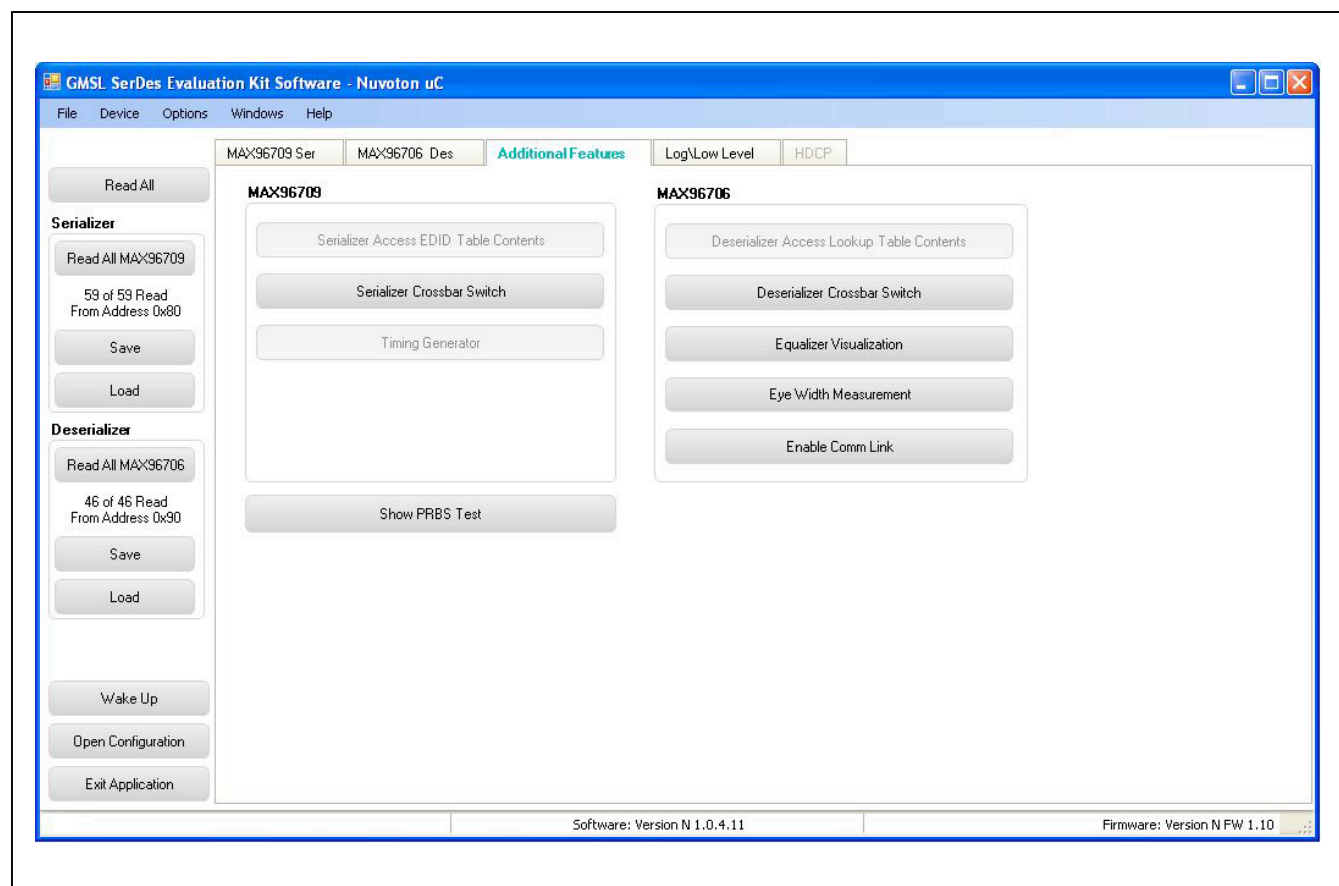 GMSL SerDes Evaluation Kit Software - Nuvoton uC
File Device Options Windows Help
MAX96709 Ser MAX96706 Des Additional Features Log\Low Level HDCP
Read All
Serializer
Read All MAX96709
59 of 59 Read
From Address 0x80
Save
Load
Deserializer
Read All MAX96706
46 of 46 Read
From Address 0x90
Save
Load
Wake Up
Open Configuration
Exit Application
MAX96709
Serializer Access EDID Table Contents
Serializer Crossbar Switch
Timing Generator
Show PRBS Test
MAX96706
Deserializer Access Lookup Table Contents
Deserializer Crossbar Switch
Equalizer Visualization
Eye Width Measurement
Enable Comm Link
Software: Version N 1.0.4.11
Firmware: Version N FW 1.10